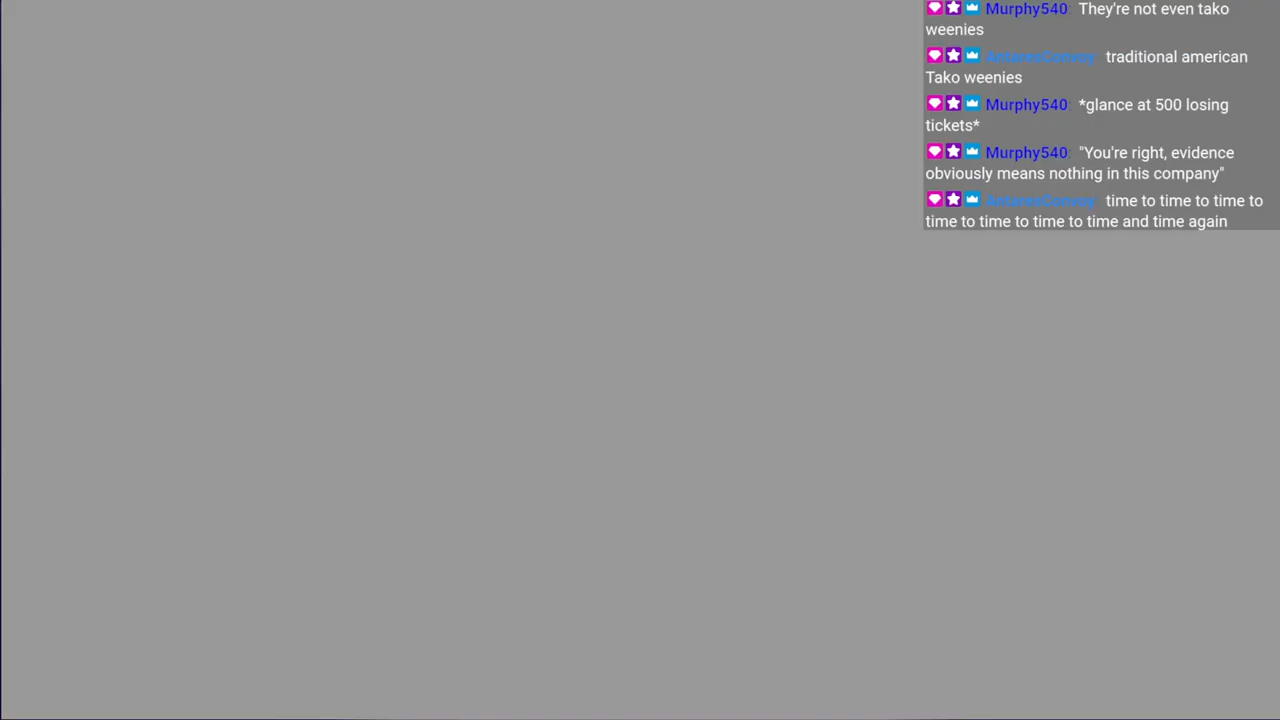 Murphy540: They're not even tako
weenies
AntaresConvoy: traditional american
Tako weenies
Murphy540: *glance at 500 losing
tickets*
Murphy540: "You're right, evidence
obviously means nothing in this company"
AntaresConvoy: time to time to time to
time to time to time to time and time again